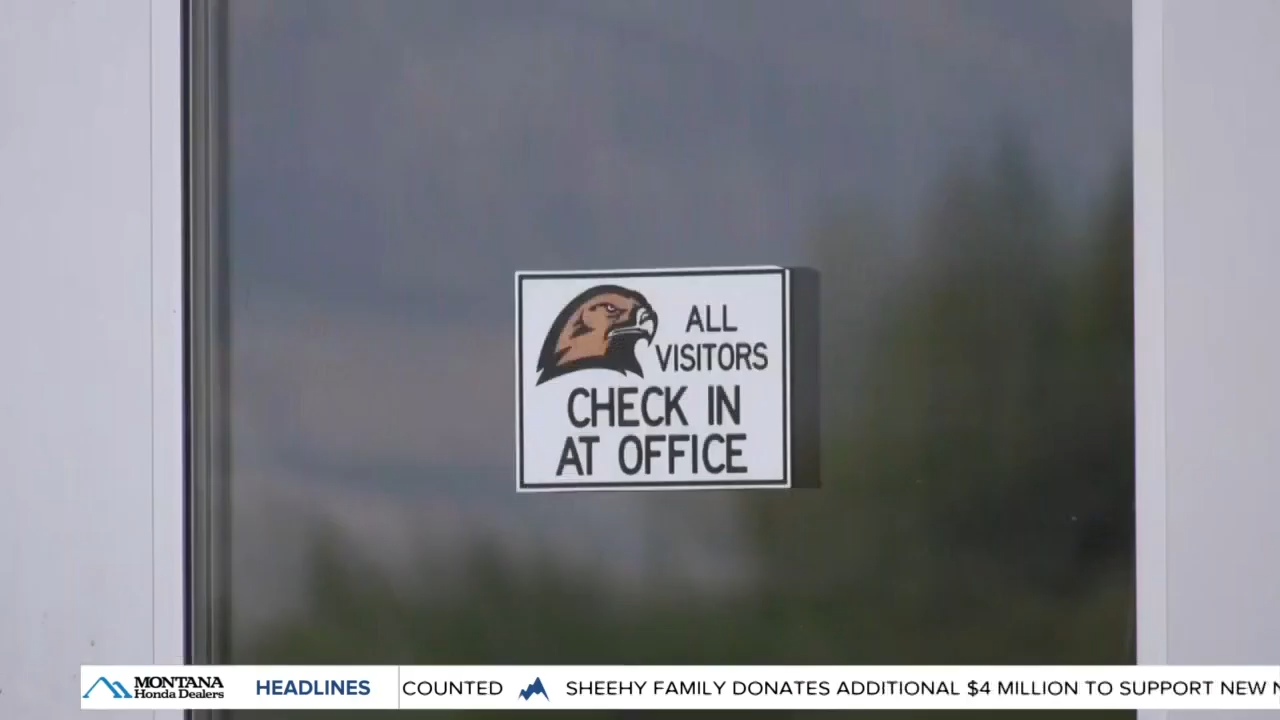 ALL
VISITORS
CHECK IN
AT OFFICE
MONTANA
Honda Dealers
HEADLINES
COUNTED
SHEEHY FAMILY DONATES ADDITIONAL $4 MILLION TO SUPPORT NEW